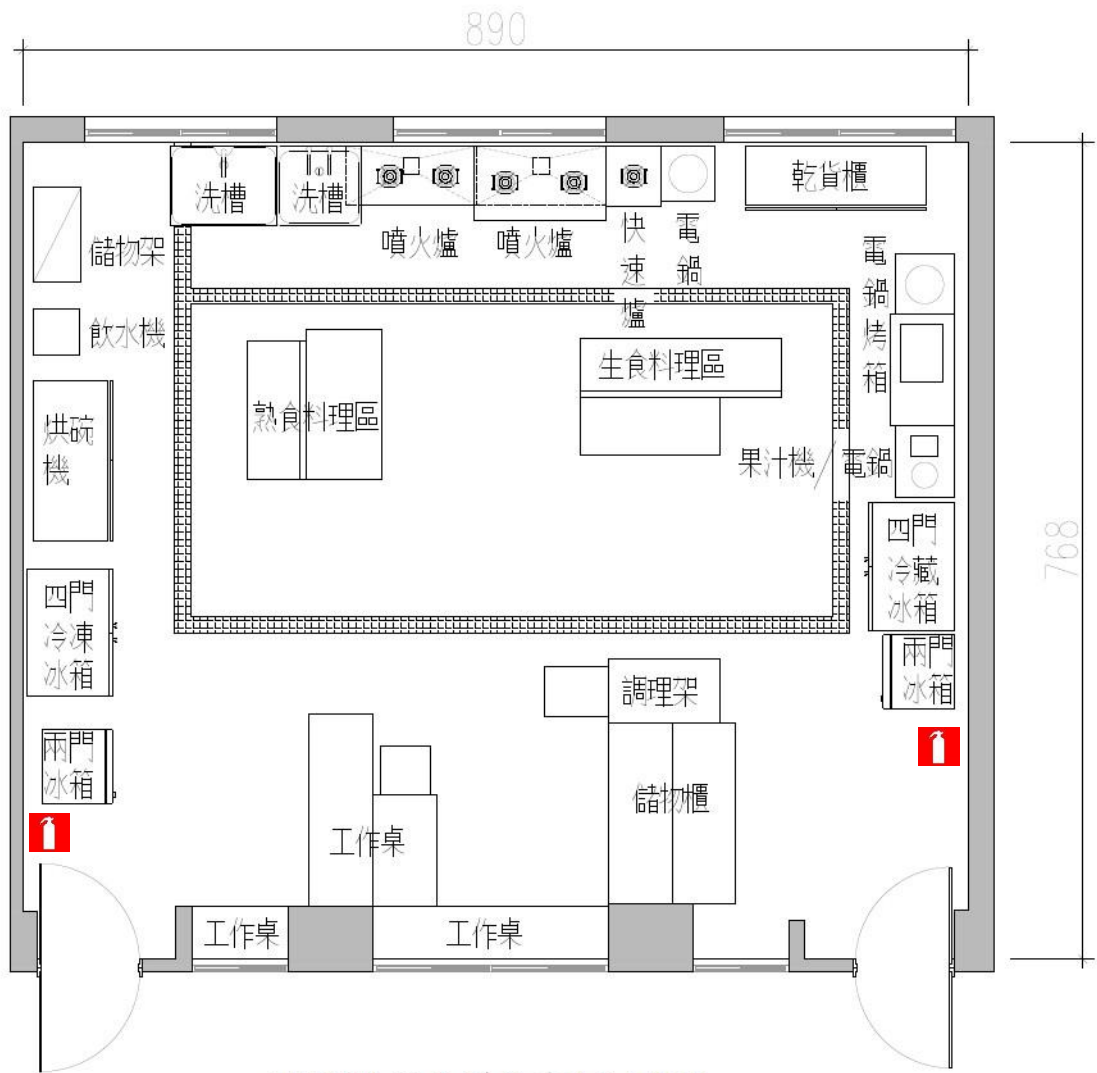 890
洗槽
洗槽
乾貨櫃
儲物架
噴火爐
噴火爐
快速爐
電鍋
電鍋
飲水機
烤箱
熟食料理區
生食料理區
烘碗
機
果汁機/電鍋
768
四門
冷藏
冰箱
四門
冷凍
冰箱
兩門
冰箱
調理架
兩門
冰箱
儲物櫃
工作桌
工作桌
工作桌